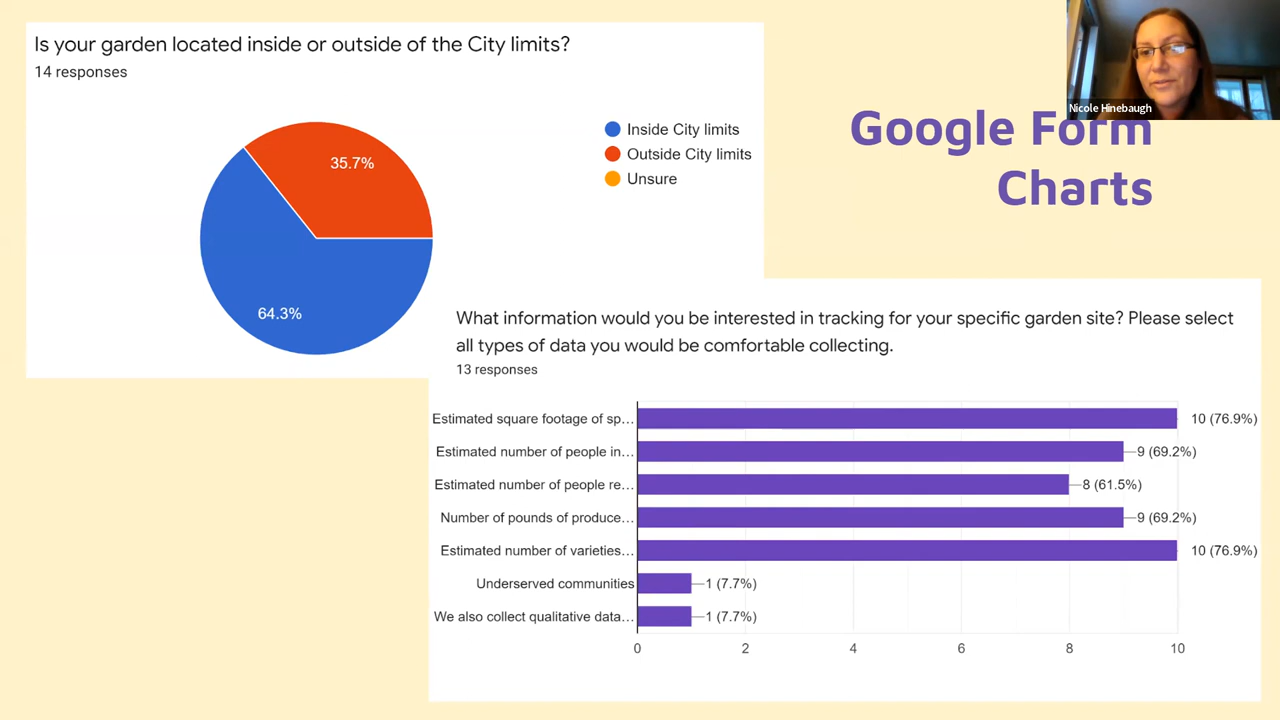 Is your garden located inside or outside of the City limits?
14 responses
35.7%
64.3%
Inside City limits
Outside City limits
Unsure
Nicole Hinebaugh
Google Form
Charts
What information would you be interested in tracking for your specific garden site? Please select
all types of data you would be comfortable collecting.
13 responses
Estimated square footage of sp... 10 (76.9%)
Estimated number of people in... 9 (69.2%)
Estimated number of people re... 8 (61.5%)
Number of pounds of produce... 9 (69.2%)
Estimated number of varieties... 10 (76.9%)
Underserved communities 1 (7.7%)
We also collect qualitative data... 1 (7.7%)
0 2 4 6 8 10